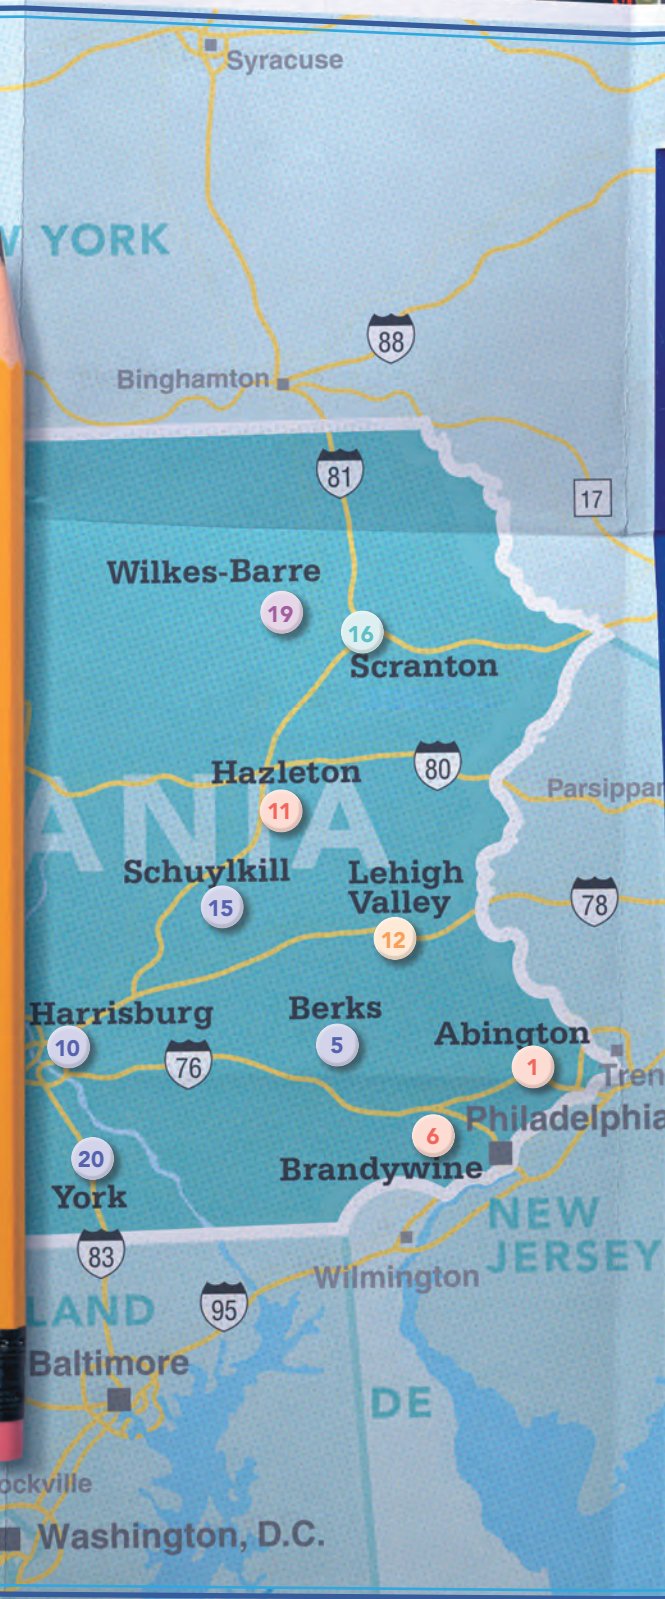 Syracuse
W YORK
88
Binghamton
81
17
Wilkes-Barre
19
16
Scranton
Hazleton
80
11
ANIA
Parsippan
Schuylkill
15
Lehigh
Valley
78
12
Harrisburg
10
Berks
5
Abington
1
76
Tren
Philadelphia
6
Brandywine
20
York
NEW
JERSEY
83
Wilmington
95
LAND
Baltimore
DE
ockville
Washington, D.C.